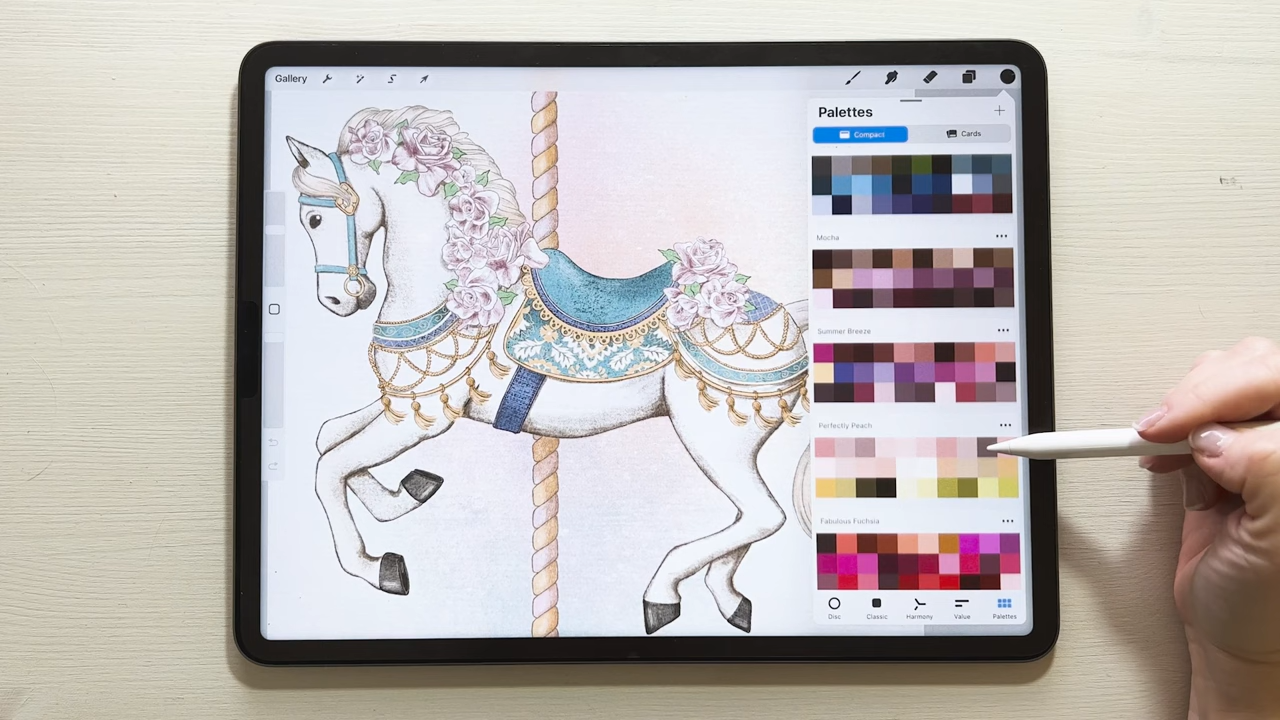 Gallery
Palettes
Compact
Cards
Mocha
Summer Breeze
Perfectly Peach
Fabulous Fuchsia
Disc
Classic
Harmony
Value
Palettes